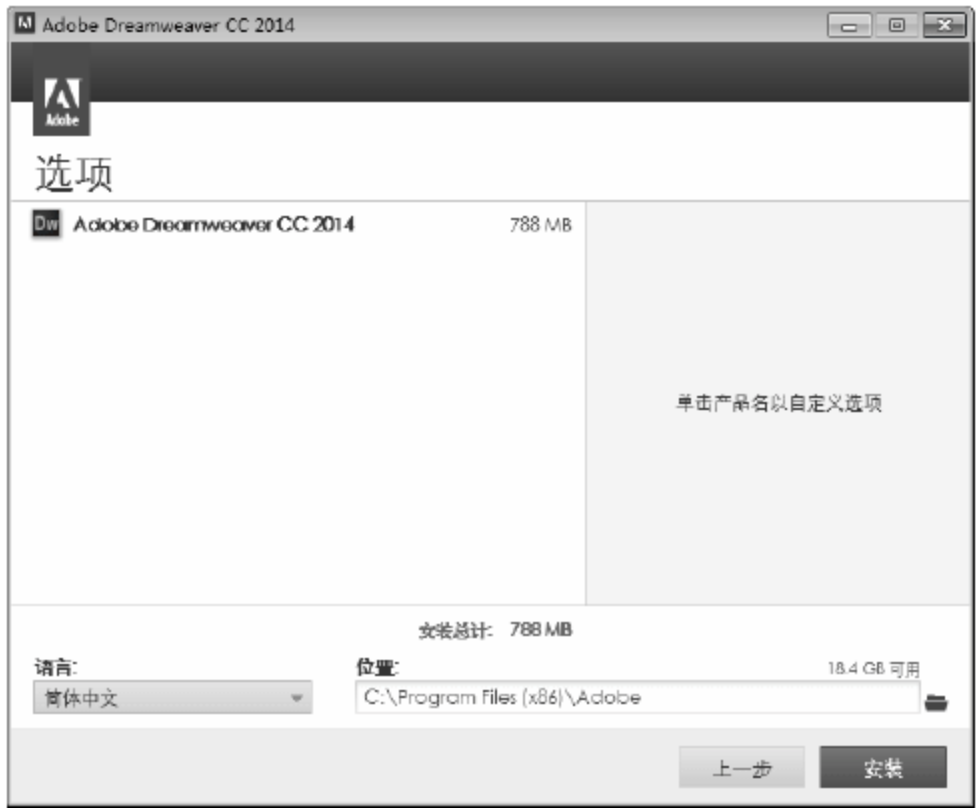 Adobe Dreamweaver CC 2014
Adobe
选项
Dw Adobe Dreamweaver CC 2014 788 MB
单击产品名以自定义选项
安装总计: 788 MB
语言: 位置: 18.4 GB 可用
简体中文 C:\Program Files (x86)\Adobe
上一步 安装